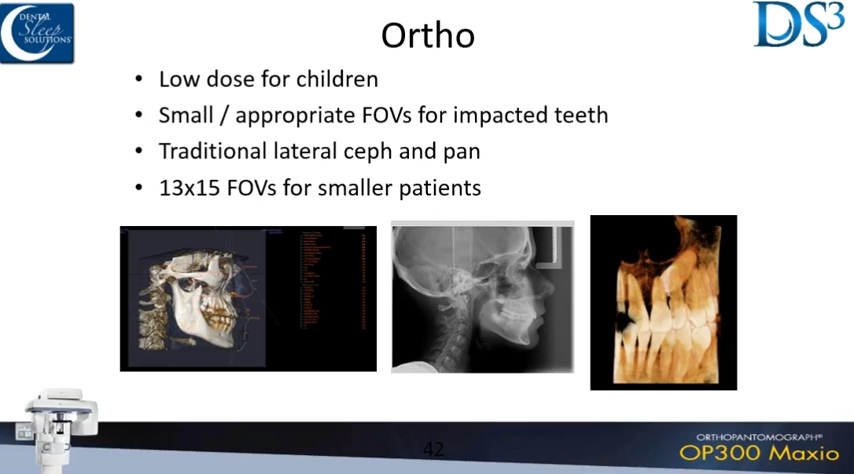 DENTAL
Sleep
SOLUTIONS
DS3
Ortho
• Low dose for children
• Small / appropriate FOVs for impacted teeth
• Traditional lateral ceph and pan
• 13x15 FOVs for smaller patients
42
ORTHOPANTOMOGRAPH®
OP300 Maxio